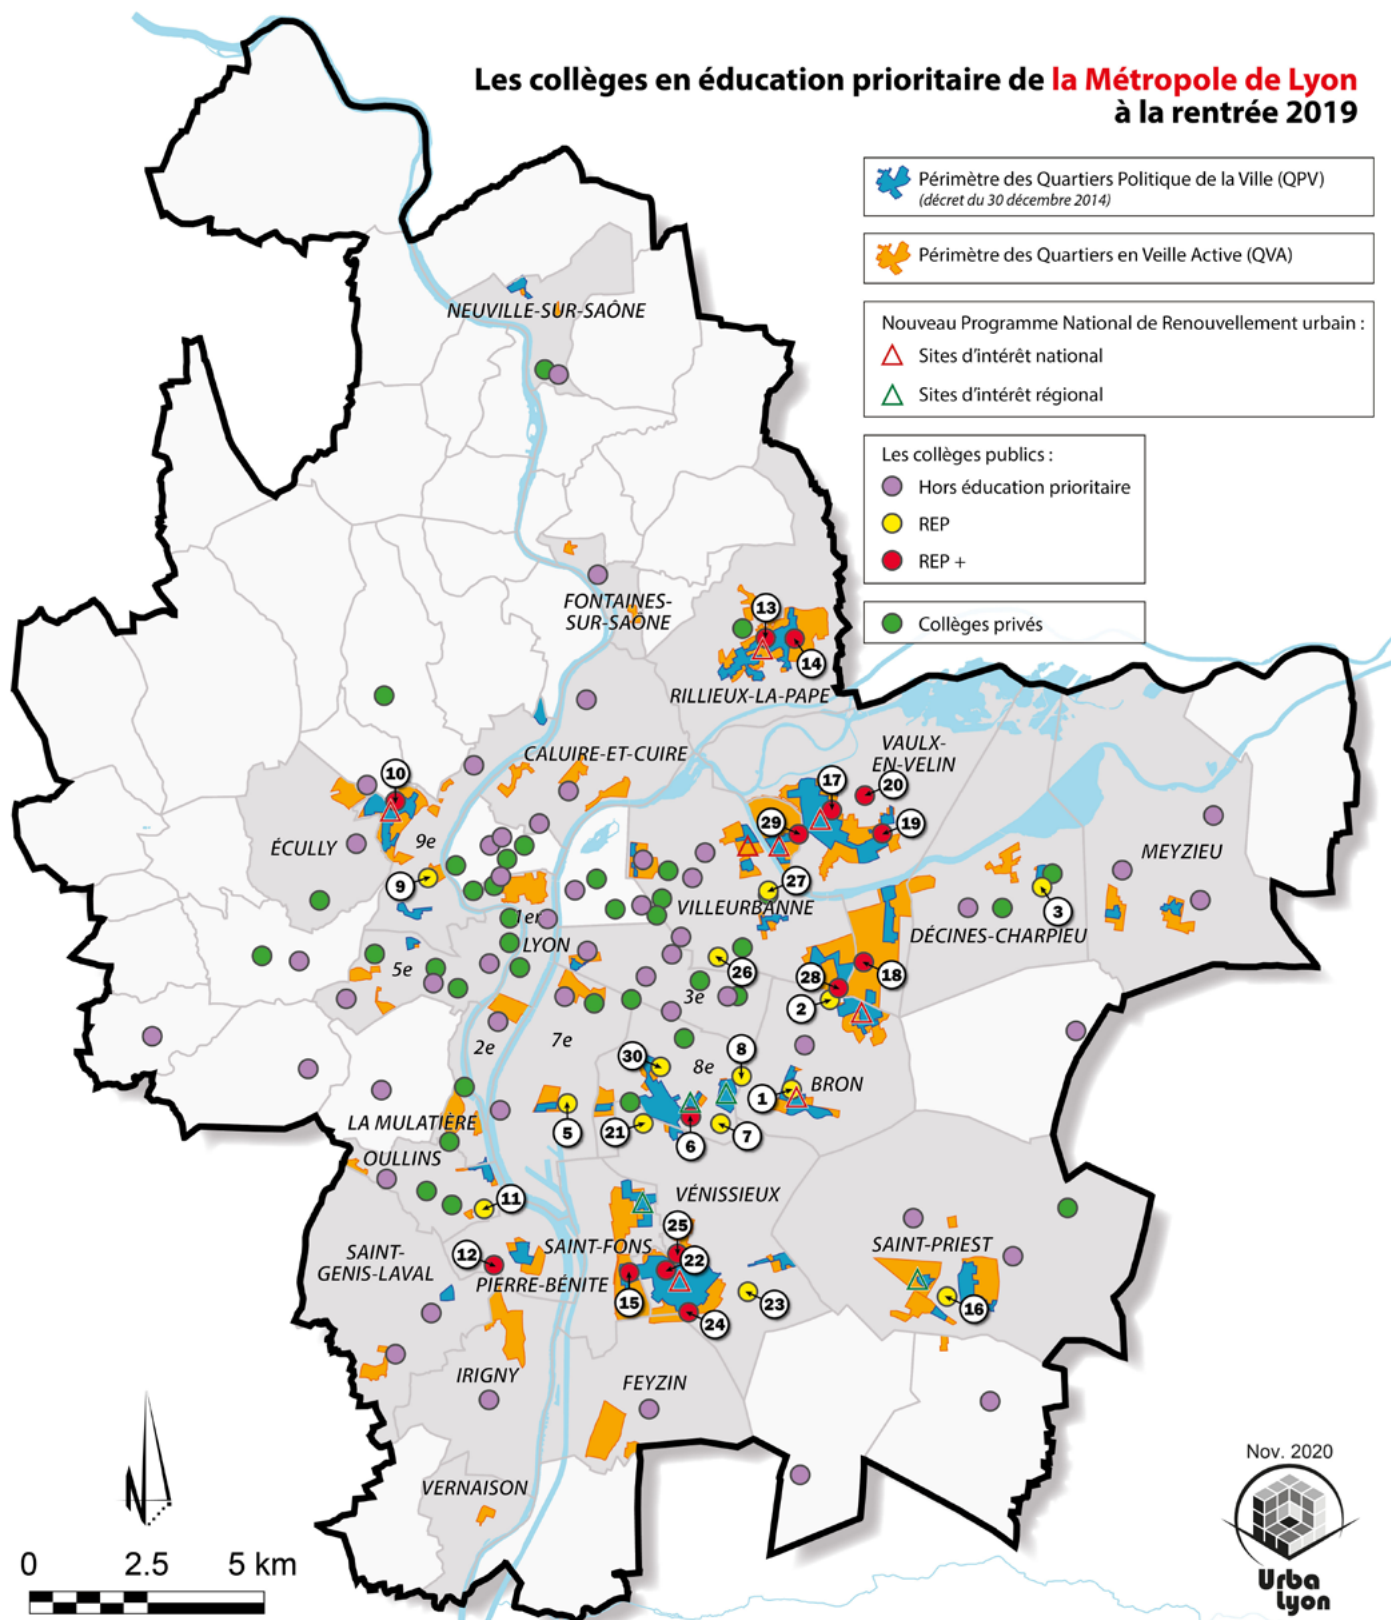 Les collèges en éducation prioritaire de la Métropole de Lyon
à la rentrée 2019
Périmètre des Quartiers Politique de la Ville (QPV)
(décret du 30 décembre 2014)
Périmètre des Quartiers en Veille Active (QVA)
Nouveau Programme National de Renouvellement urbain :
Sites d'intérêt national
Sites d'intérêt régional
Les collèges publics :
Hors éducation prioritaire
REP
REP +
Collèges privés
NEUVILLE-SUR-SAÔNE
FONTAINES-
SUR-SAÔNE
13
14
RILLIEUX-LA-PAPE
CALUIRE-ET-CUIRE
VAULX-
EN-VELIN
10
17
20
29
19
ÉCULLY
9e
MEYZIEU
9
27
3
1er
VILLEURBANNE
DÉCINES-CHARPIEU
LYON
5e
26
18
28
3e
2
2e
7e
8
30
8e
1
BRON
LA MULATIÈRE
5
21
6
7
OULLINS
11
VÉNISSIEUX
25
SAINT-
GENIS-LAVAL
12
SAINT-FONS
22
SAINT-PRIEST
PIERRE-BÉNITE
15
23
16
24
IRIGNY
FEYZIN
VERNAISON
N
0 2.5 5 km
Nov. 2020
Urba
Lyon